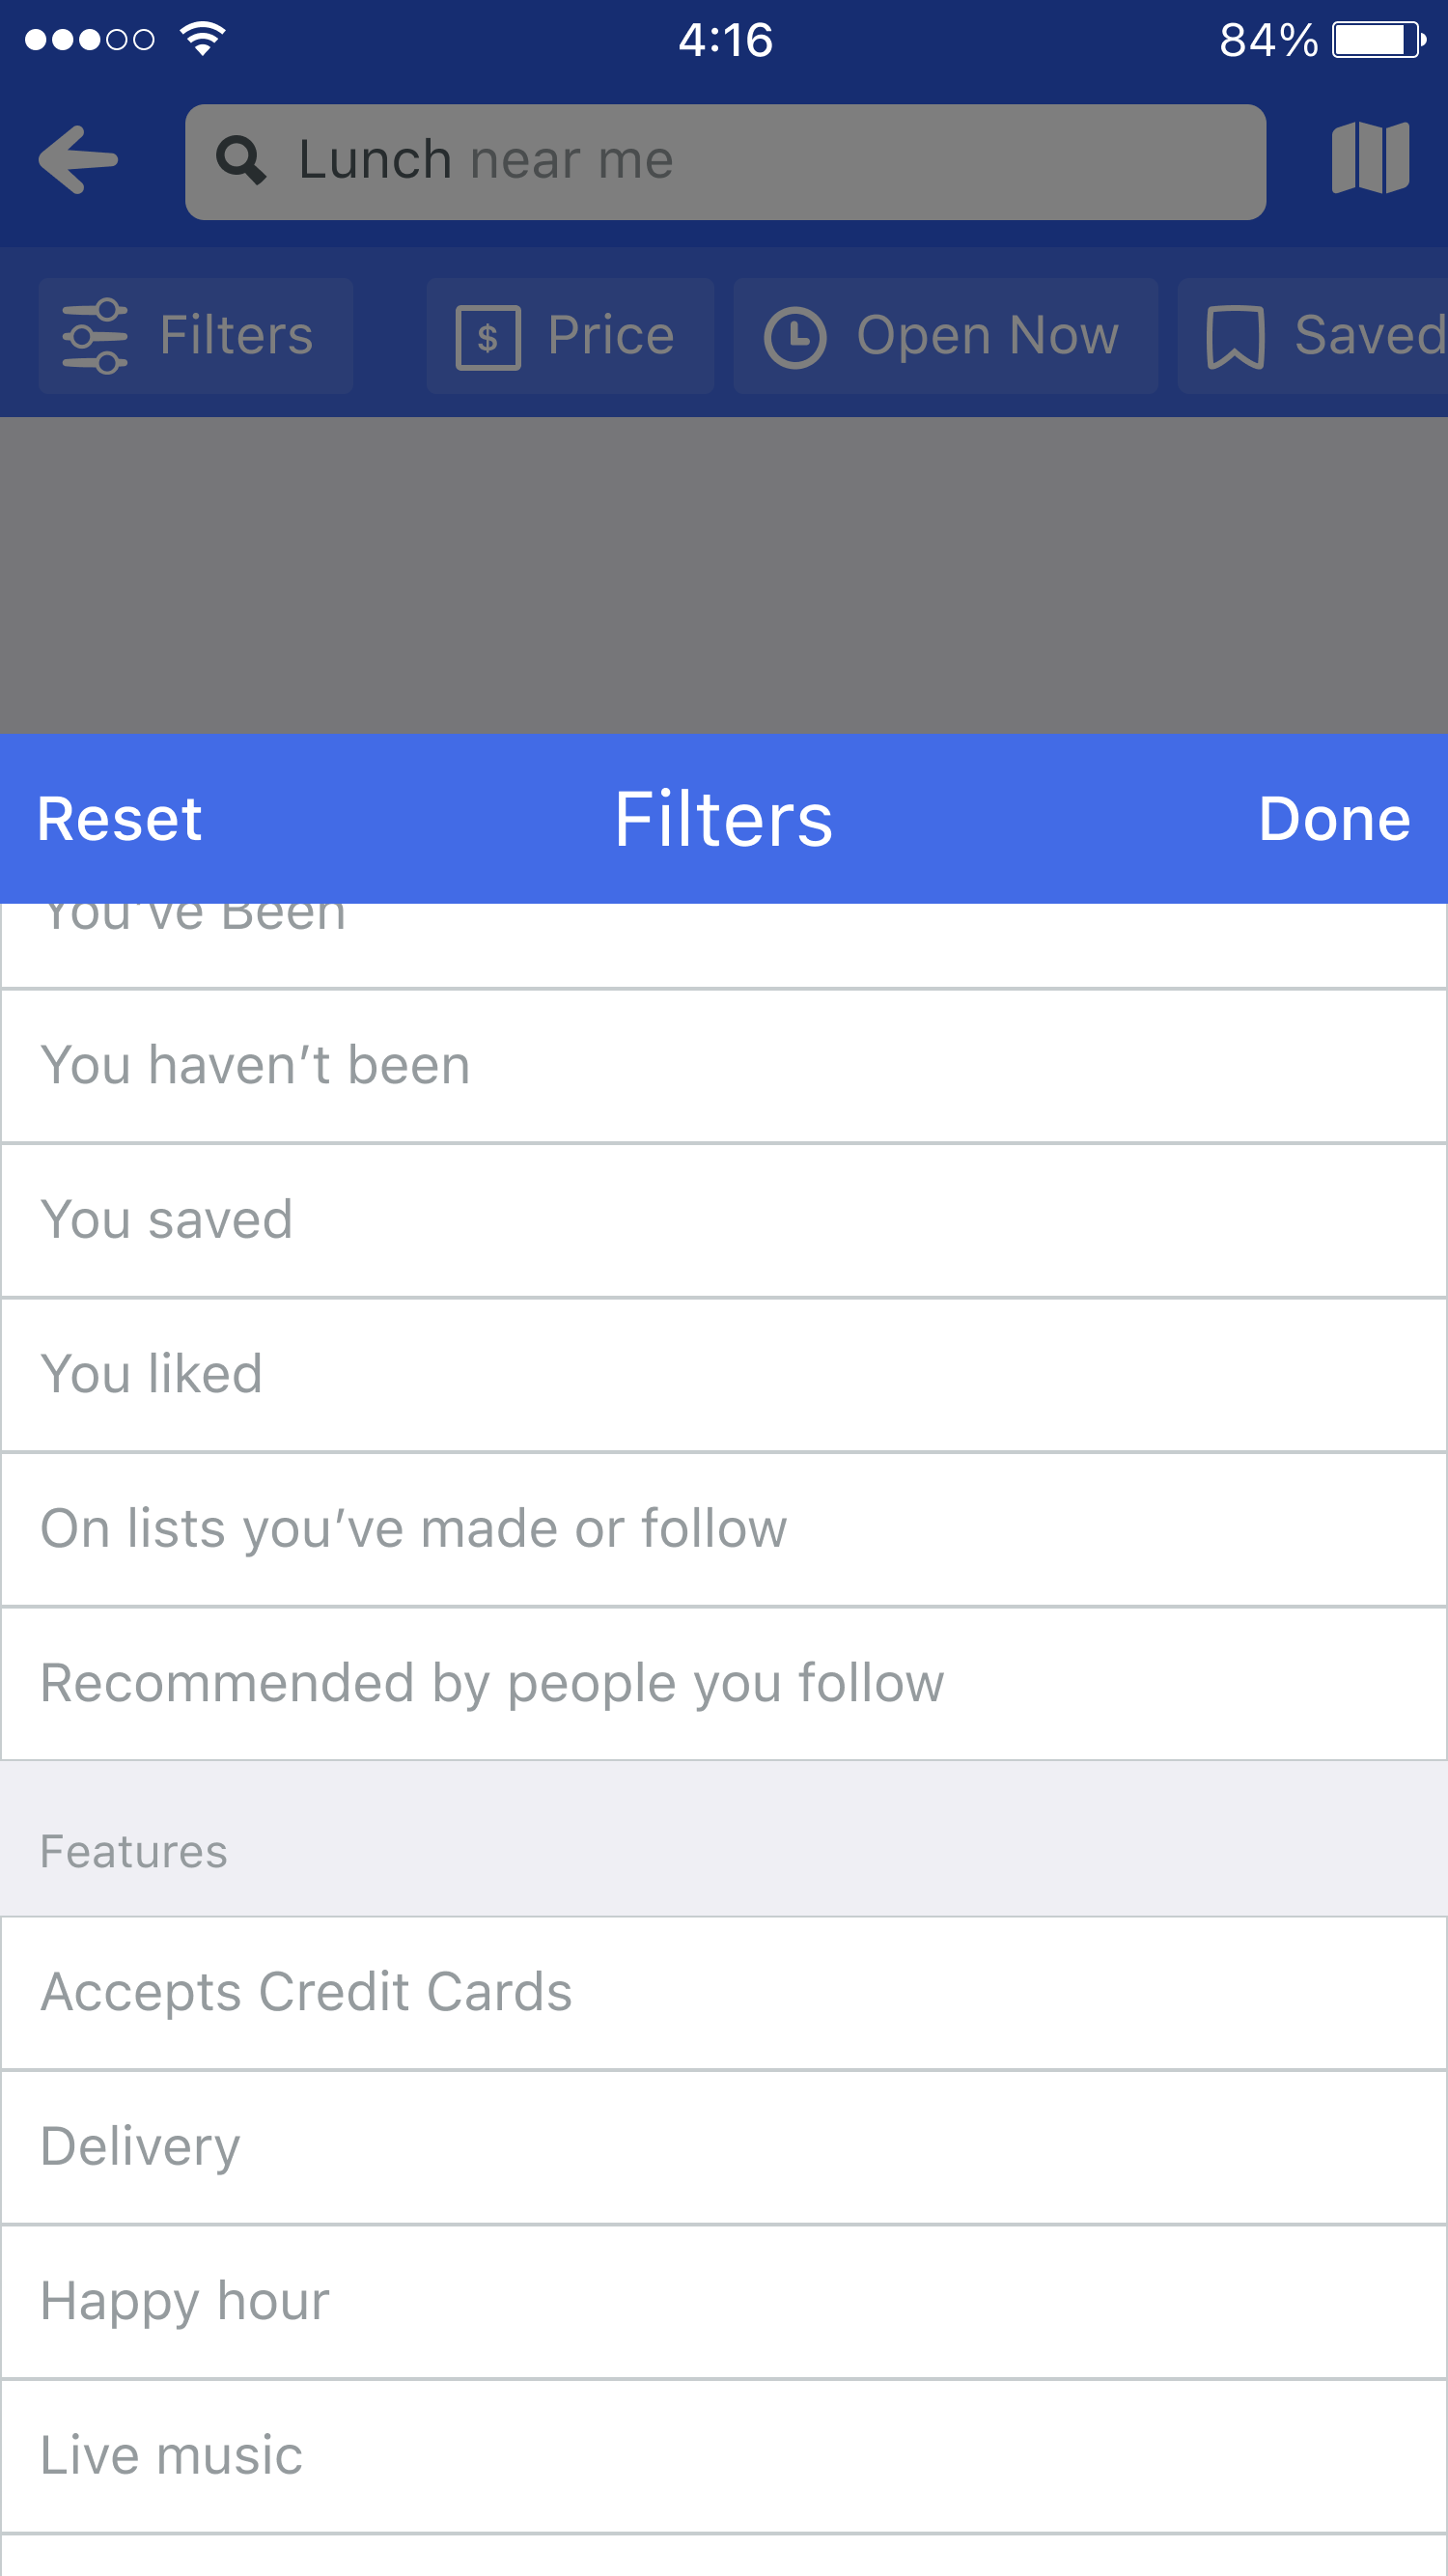 4:16
84%
Lunch near me
Filters
$ Price
Open Now
Saved
Reset
Filters
Done
You've Been
You haven’t been
You saved
You liked
On lists you’ve made or follow
Recommended by people you follow
Features
Accepts Credit Cards
Delivery
Happy hour
Live music